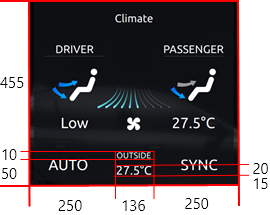 Climate
DRIVER
PASSENGER
455
Low
27.5°C
10
OUTSIDE
AUTO
SYNC
50
27.5°C
20
15
250
136
250